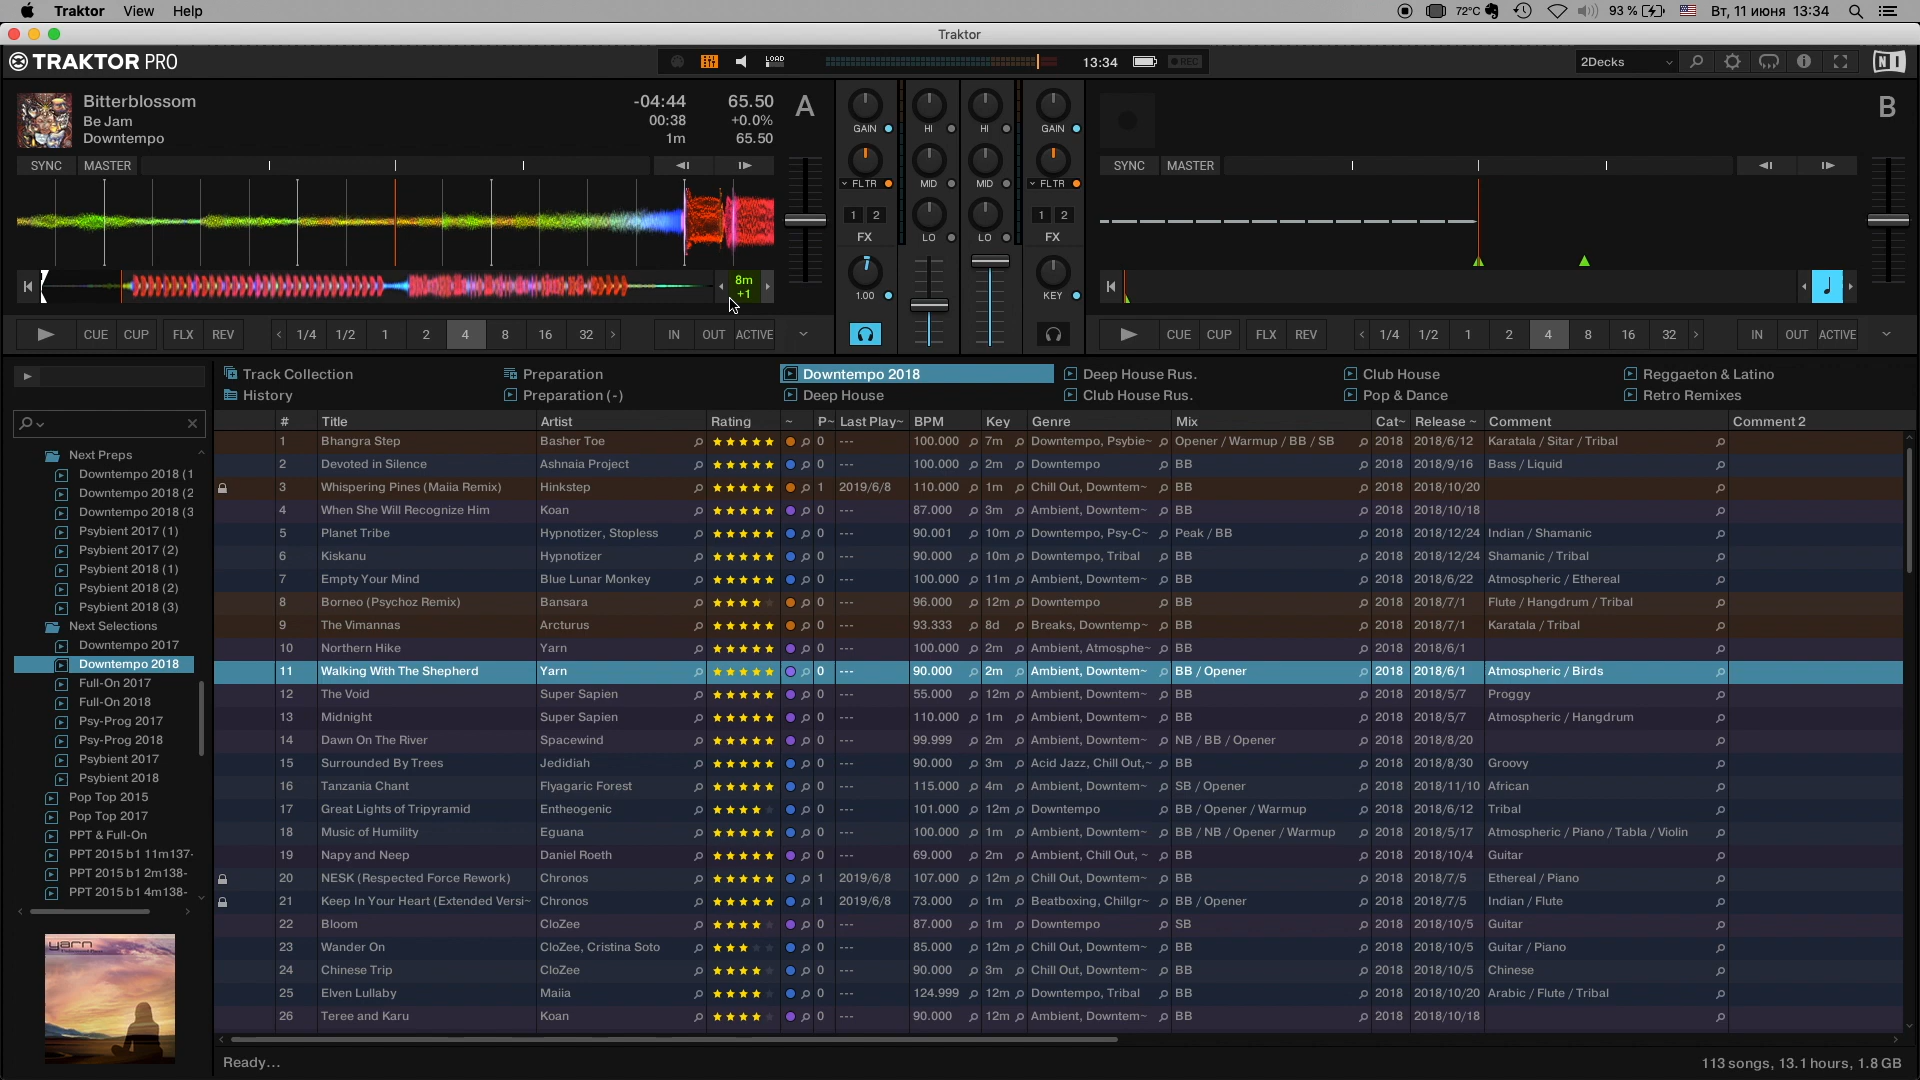 Traktor View Help 72°C 93 % Вт, 11 июня 13:34
Traktor
TRAKTOR PRO LOAD 13:34 REC 2Decks NI
Bitterblossom -04:44 65.50 A
Be Jam 00:38 +0.0%
Downtempo 1m 65.50
SYNC MASTER
8m
+1
CUE CUP FLX REV 1/4 1/2 1 2 4 8 16 32 IN OUT ACTIVE
GAIN HI HI GAIN
FLTR MID MID FLTR
1 2 1 2
FX LO LO FX
1.00 KEY
B
SYNC MASTER
CUE CUP FLX REV 1/4 1/2 1 2 4 8 16 32 IN OUT ACTIVE
Track Collection Preparation Downtempo 2018 Deep House Rus. Club House Reggaeton & Latino
History Preparation (-) Deep House Club House Rus. Pop & Dance Retro Remixes
Next Preps
Downtempo 2018 (1
Downtempo 2018 (2
Downtempo 2018 (3
Psybient 2017 (1)
Psybient 2017 (2)
Psybient 2018 (1)
Psybient 2018 (2)
Psybient 2018 (3)
Next Selections
Downtempo 2017
Downtempo 2018
Full-On 2017
Full-On 2018
Psy-Prog 2017
Psy-Prog 2018
Psybient 2017
Psybient 2018
Pop Top 2015
Pop Top 2017
PPT & Full-On
PPT 2015 b1 11m137-
PPT 2015 b1 2m138-
PPT 2015 b1 4m138-
yarn
# Title Artist Rating ~ P~ Last Play~ BPM Key Genre Mix Cat~ Release ~ Comment Comment 2
1 Bhangra Step Basher Toe 0 --- 100.000 7m Downtempo, Psybie~ Opener / Warmup / BB / SB 2018 2018/6/12 Karatala / Sitar / Tribal
2 Devoted in Silence Ashnaia Project 0 --- 100.000 2m Downtempo BB 2018 2018/9/16 Bass / Liquid
3 Whispering Pines (Maiia Remix) Hinkstep 1 2019/6/8 110.000 1m Chill Out, Downtem~ BB 2018 2018/10/20
4 When She Will Recognize Him Koan 0 --- 87.000 3m Ambient, Downtem~ BB 2018 2018/10/18
5 Planet Tribe Hypnotizer, Stopless 0 --- 90.001 10m Downtempo, Psy-C~ Peak / BB 2018 2018/12/24 Indian / Shamanic
6 Kiskanu Hypnotizer 0 --- 90.000 10m Downtempo, Tribal BB 2018 2018/12/24 Shamanic / Tribal
7 Empty Your Mind Blue Lunar Monkey 0 --- 100.000 11m Ambient, Downtem~ BB 2018 2018/6/22 Atmospheric / Ethereal
8 Borneo (Psychoz Remix) Bansara 0 --- 96.000 12m Downtempo BB 2018 2018/7/1 Flute / Hangdrum / Tribal
9 The Vimannas Arcturus 0 --- 93.333 8d Breaks, Downtemp~ BB 2018 2018/7/1 Karatala / Tribal
10 Northern Hike Yarn 0 --- 100.000 2m Ambient, Atmosphe~ BB 2018 2018/6/1
11 Walking With The Shepherd Yarn 0 --- 90.000 2m Ambient, Downtem~ BB / Opener 2018 2018/6/1 Atmospheric / Birds
12 The Void Super Sapien 0 --- 55.000 12m Ambient, Downtem~ BB 2018 2018/5/7 Proggy
13 Midnight Super Sapien 0 --- 110.000 1m Ambient, Downtem~ BB 2018 2018/5/7 Atmospheric / Hangdrum
14 Dawn On The River Spacewind 0 --- 99.999 2m Ambient, Downtem~ NB / BB / Opener 2018 2018/8/20
15 Surrounded By Trees Jedidiah 0 --- 90.000 3m Acid Jazz, Chill Out,~ BB 2018 2018/8/30 Groovy
16 Tanzania Chant Flyagaric Forest 0 --- 115.000 4m Ambient, Downtem~ SB / Opener 2018 2018/11/10 African
17 Great Lights of Tripyramid Entheogenic 0 --- 101.000 12m Downtempo BB / Opener / Warmup 2018 2018/6/12 Tribal
18 Music of Humility Eguana 0 --- 100.000 1m Ambient, Downtem~ BB / NB / Opener / Warmup 2018 2018/5/17 Atmospheric / Piano / Tabla / Violin
19 Napy and Neep Daniel Roeth 0 --- 69.000 2m Ambient, Chill Out, ~ BB 2018 2018/10/4 Guitar
20 NESK (Respected Force Rework) Chronos 1 2019/6/8 107.000 12m Chill Out, Downtem~ BB 2018 2018/7/5 Ethereal / Piano
21 Keep In Your Heart (Extended Versi~ Chronos 1 2019/6/8 73.000 1m Beatboxing, Chillgr~ BB / Opener 2018 2018/7/5 Indian / Flute
22 Bloom CloZee 0 --- 87.000 1m Downtempo SB 2018 2018/10/5 Guitar
23 Wander On CloZee, Cristina Soto 0 --- 85.000 12m Chill Out, Downtem~ BB 2018 2018/10/5 Guitar / Piano
24 Chinese Trip CloZee 0 --- 90.000 3m Chill Out, Downtem~ BB 2018 2018/10/5 Chinese
25 Elven Lullaby Maiia 0 --- 124.999 12m Downtempo, Tribal BB 2018 2018/10/20 Arabic / Flute / Tribal
26 Teree and Karu Koan 0 --- 90.000 12m Ambient, Downtem~ BB 2018 2018/10/18
Ready... 113 songs, 13.1 hours, 1.8 GB